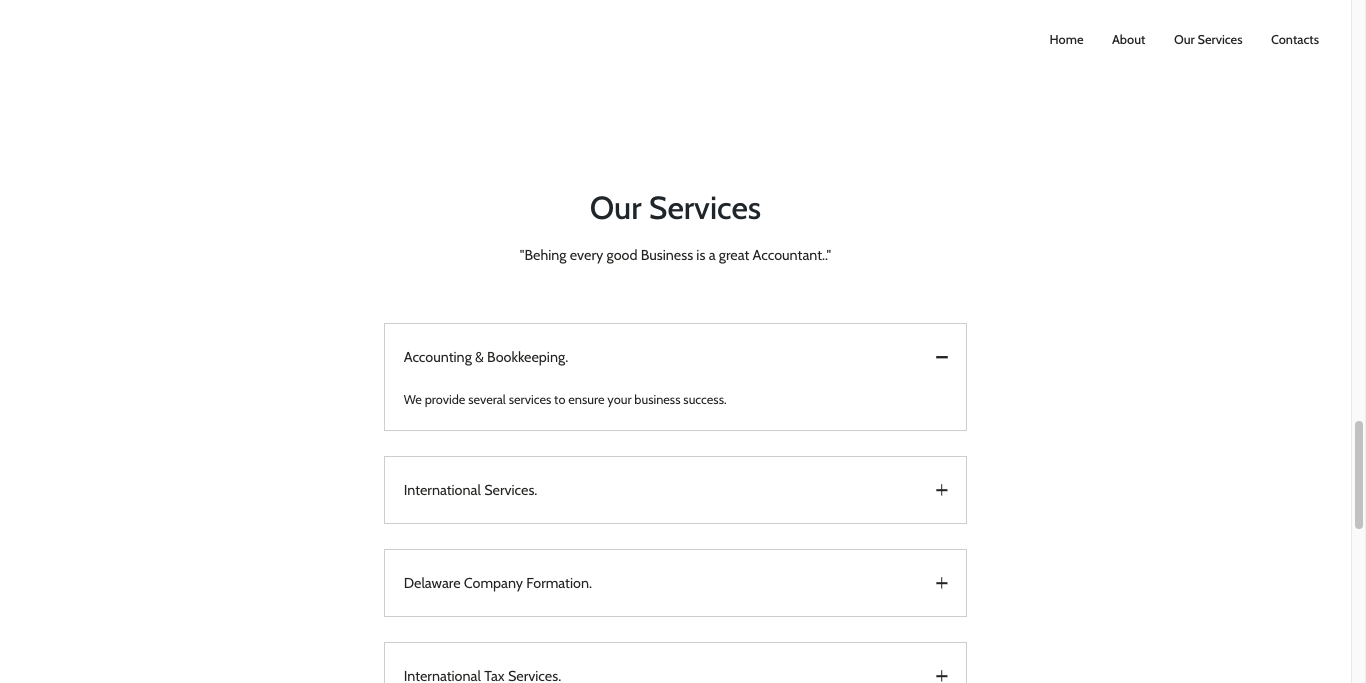 Home About Our Services Contacts
Our Services
"Behing every good Business is a great Accountant.."
Accounting & Bookkeeping.
We provide several services to ensure your business success.
International Services.
Delaware Company Formation.
International Tax Services.